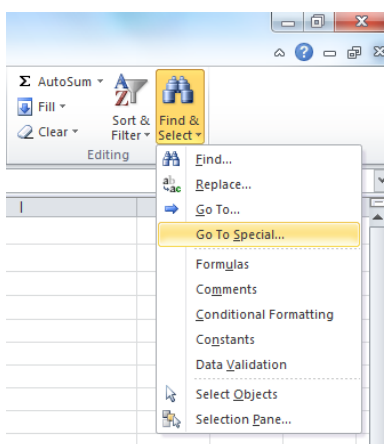 Σ AutoSum
Fill
Clear
Sort &
Filter
Find &
Select
Editing
Find...
Replace...
Go To...
Go To Special...
Formulas
Comments
Conditional Formatting
Constants
Data Validation
Select Objects
Selection Pane...
I